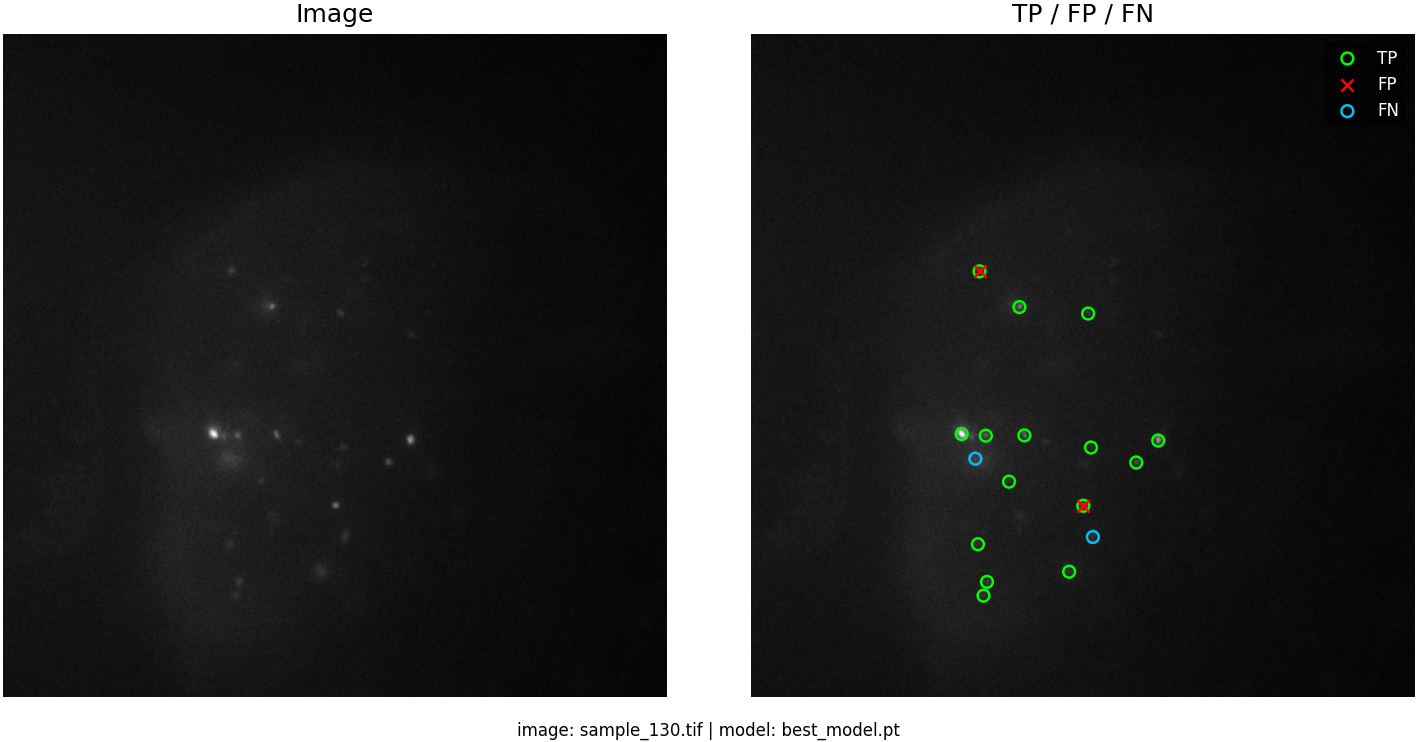 Image
TP / FP / FN
TP
FP
FN
image: sample_130.tif | model: best_model.pt